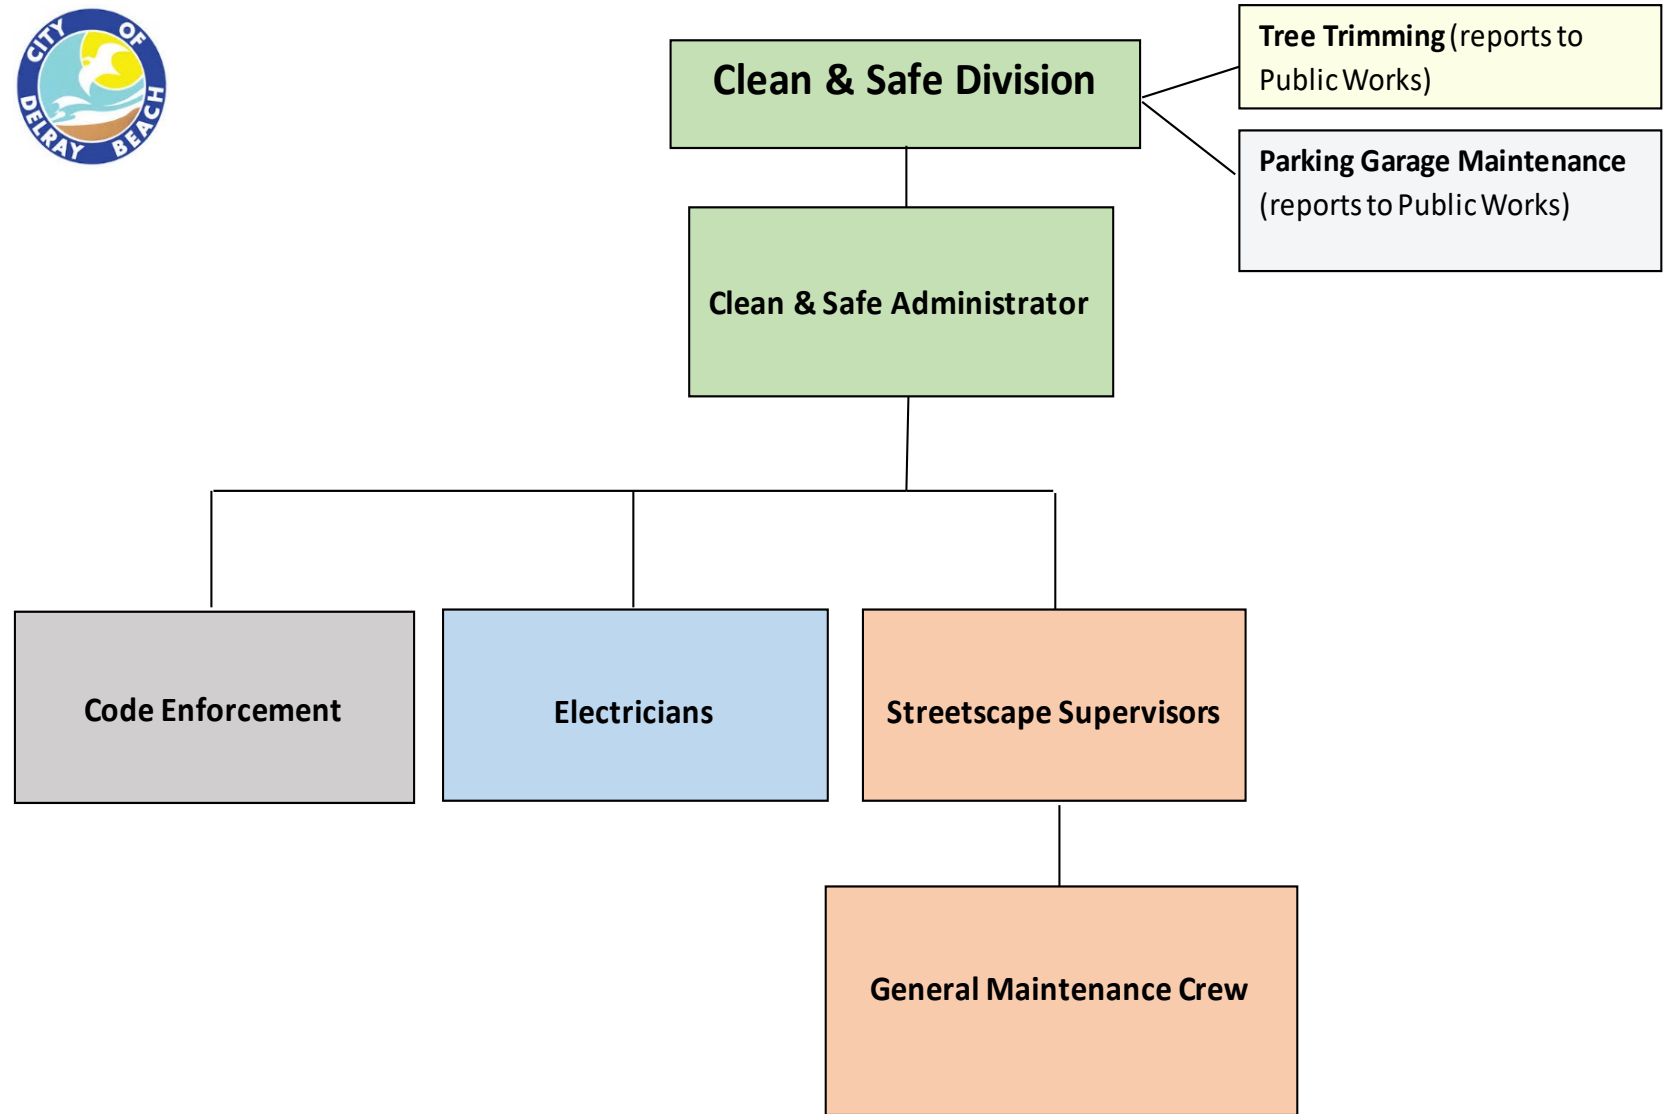 CITY OF
DELRAY BEACH
Clean & Safe Division
Tree Trimming (reports to
Public Works)
Parking Garage Maintenance
(reports to Public Works)
Clean & Safe Administrator
Code Enforcement
Electricians
Streetscape Supervisors
General Maintenance Crew